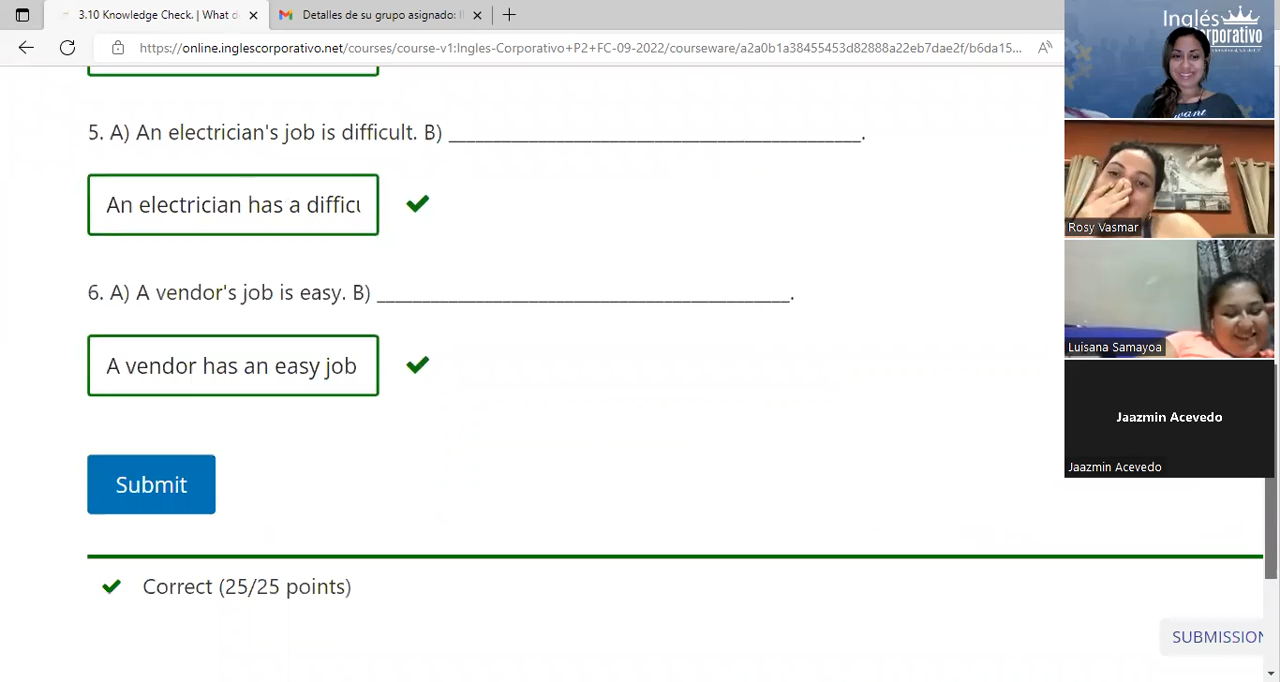 3.10 Knowledge Check. | What d
Detalles de su grupo asignado: I
https://online.inglescorporativo.net/courses/course-v1:Ingles-Corporativo+P2+FC-09-2022/courseware/a2a0b1a38455453d82888a22eb7dae2f/b6da15...
5. A) An electrician's job is difficult. B) ______________________________________.
An electrician has a difficu
6. A) A vendor's job is easy. B) ______________________________________.
A vendor has an easy job
Submit
Correct (25/25 points)
SUBMISSION
Inglés
Corporativo
want
Rosy Vasmar
Luisana Samayoa
Jaazmin Acevedo
Jaazmin Acevedo